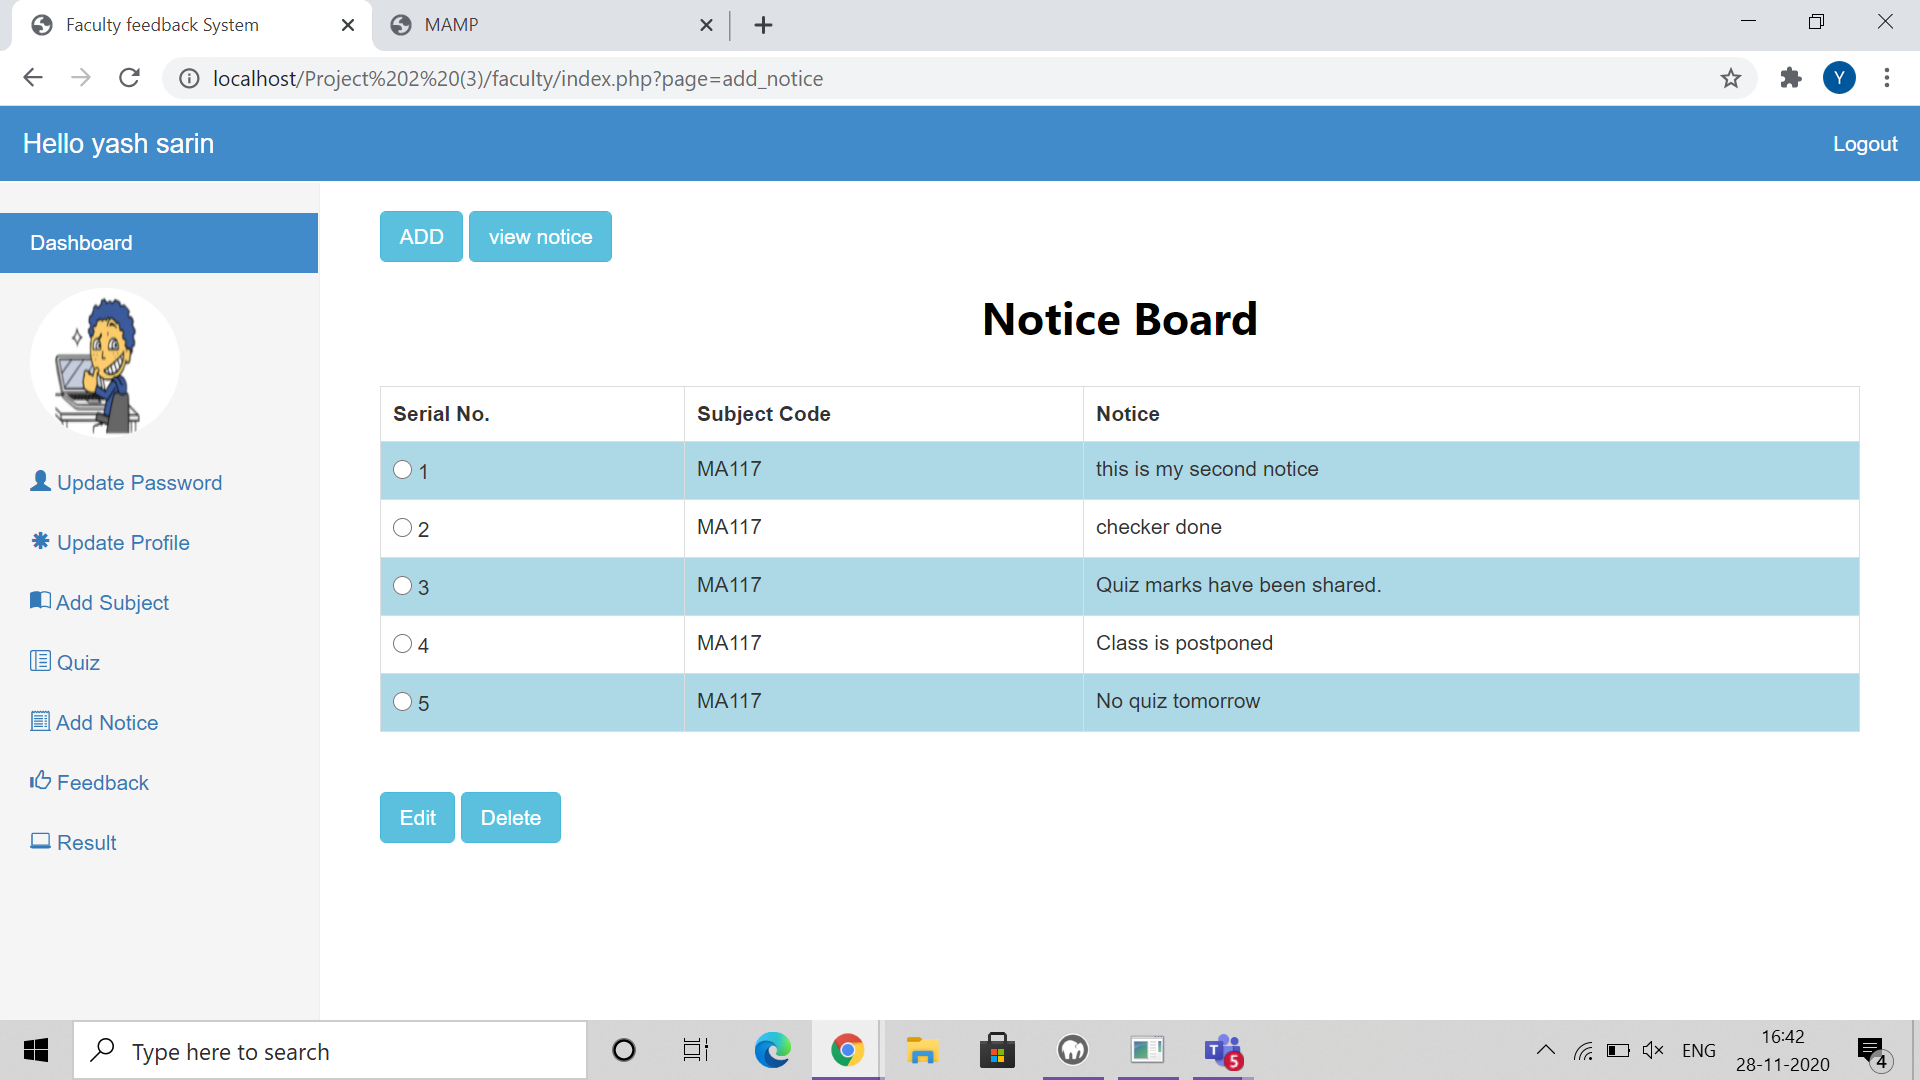 Faculty feedback System
MAMP
localhost/Project%202%20(3)/faculty/index.php?page=add_notice
Y
Hello yash sarin
Logout
Dashboard
ADD
view notice
Notice Board
Serial No.
Subject Code
Notice
1
MA117
this is my second notice
2
MA117
checker done
3
MA117
Quiz marks have been shared.
4
MA117
Class is postponed
5
MA117
No quiz tomorrow
Edit
Delete
Update Password
Update Profile
Add Subject
Quiz
Add Notice
Feedback
Result
Type here to search
T
5
ENG
16:42
28-11-2020
4